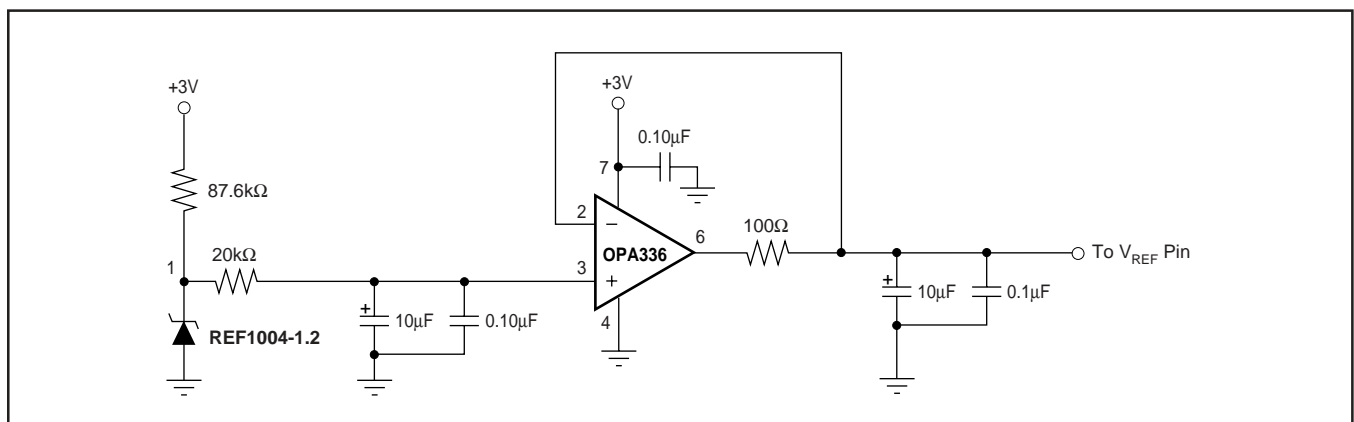 +3V
87.6kΩ
1
20kΩ
REF1004-1.2
+
10µF
0.10µF
+3V
7
0.10µF
2
−
3
+
OPA336
6
4
100Ω
+
10µF
0.1µF
To VREF Pin